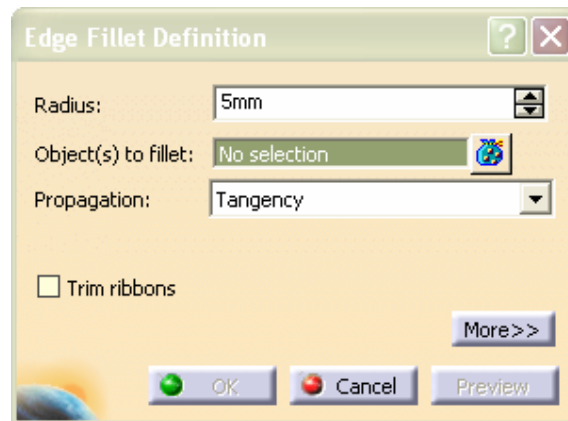 Edge Fillet Definition
Radius: 5mm
Object(s) to fillet: No selection
Propagation: Tangency
Trim ribbons
More>>
OK Cancel Preview